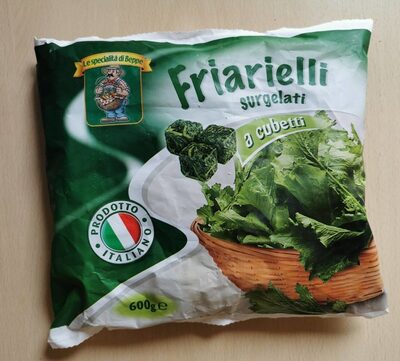 Le specialità di Beppe
Friarielli
surgelati
a cubetti
PRODOTTO
ITALIANO
600g e